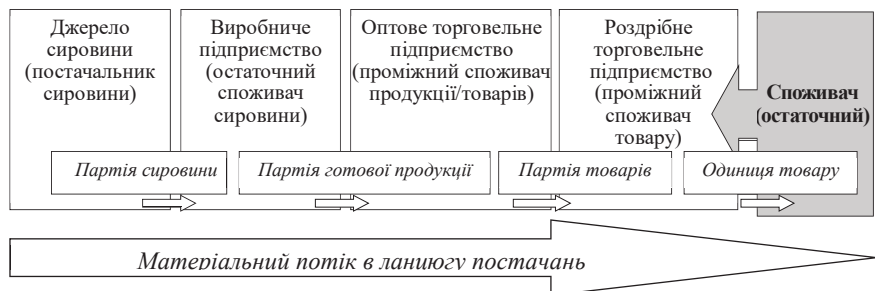 Джерело
сировини
(постачальник
сировини)
Виробниче
підприємство
(остаточний
споживач
сировини)
Оптове торговельне
підприємство
(проміжний споживач
продукції/товарів)
Роздрібне
торговельне
підприємство
(проміжний
споживач
товару)
Споживач
(остаточний)
Партія сировини
Партія готової продукції
Партія товарів
Одиниця товару
Матеріальний потік в ланцюгу постачань